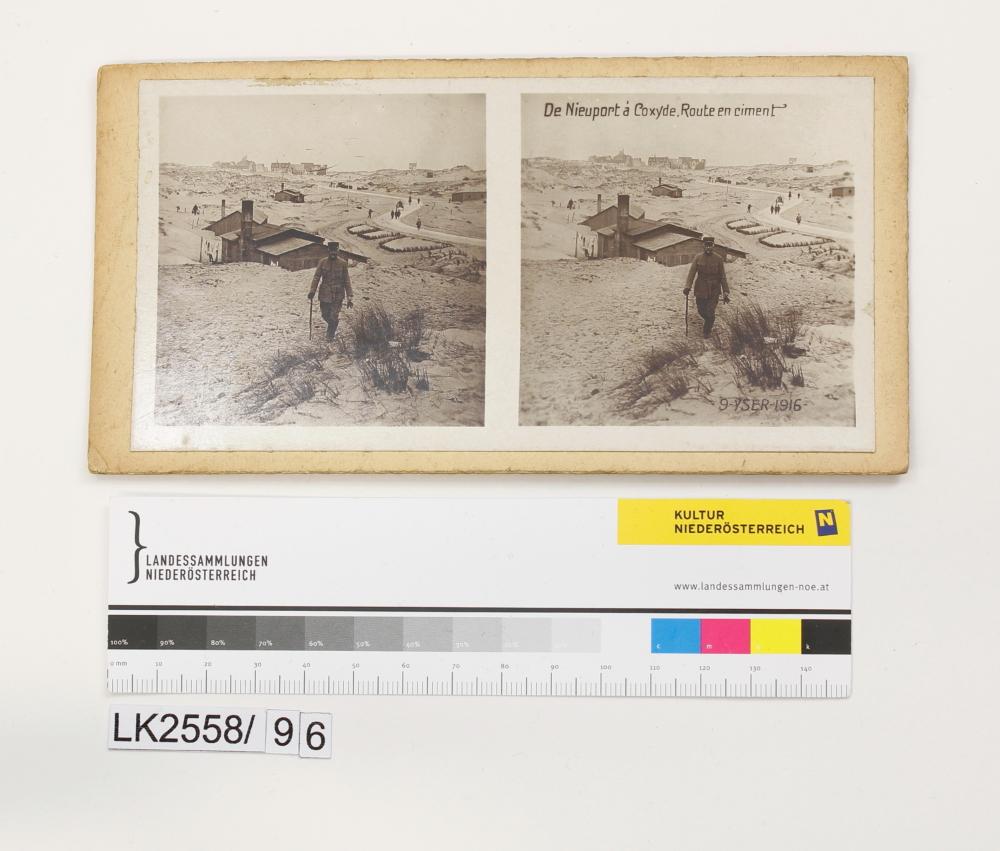 De Nieuport á Coxyde, Route en ciment
9-YSER-1916-
LANDESSAMMLUNGEN
NIEDERÖSTERREICH
KULTUR
NIEDERÖSTERREICH
N
www.landessammlungen-noe.at
100% 90% 80% 70% 60% 50% 40% 30%
c m k
0 mm 10 20 30 40 50 60 70 80 90 100 110 120 130 140
LK2558/ 9 6